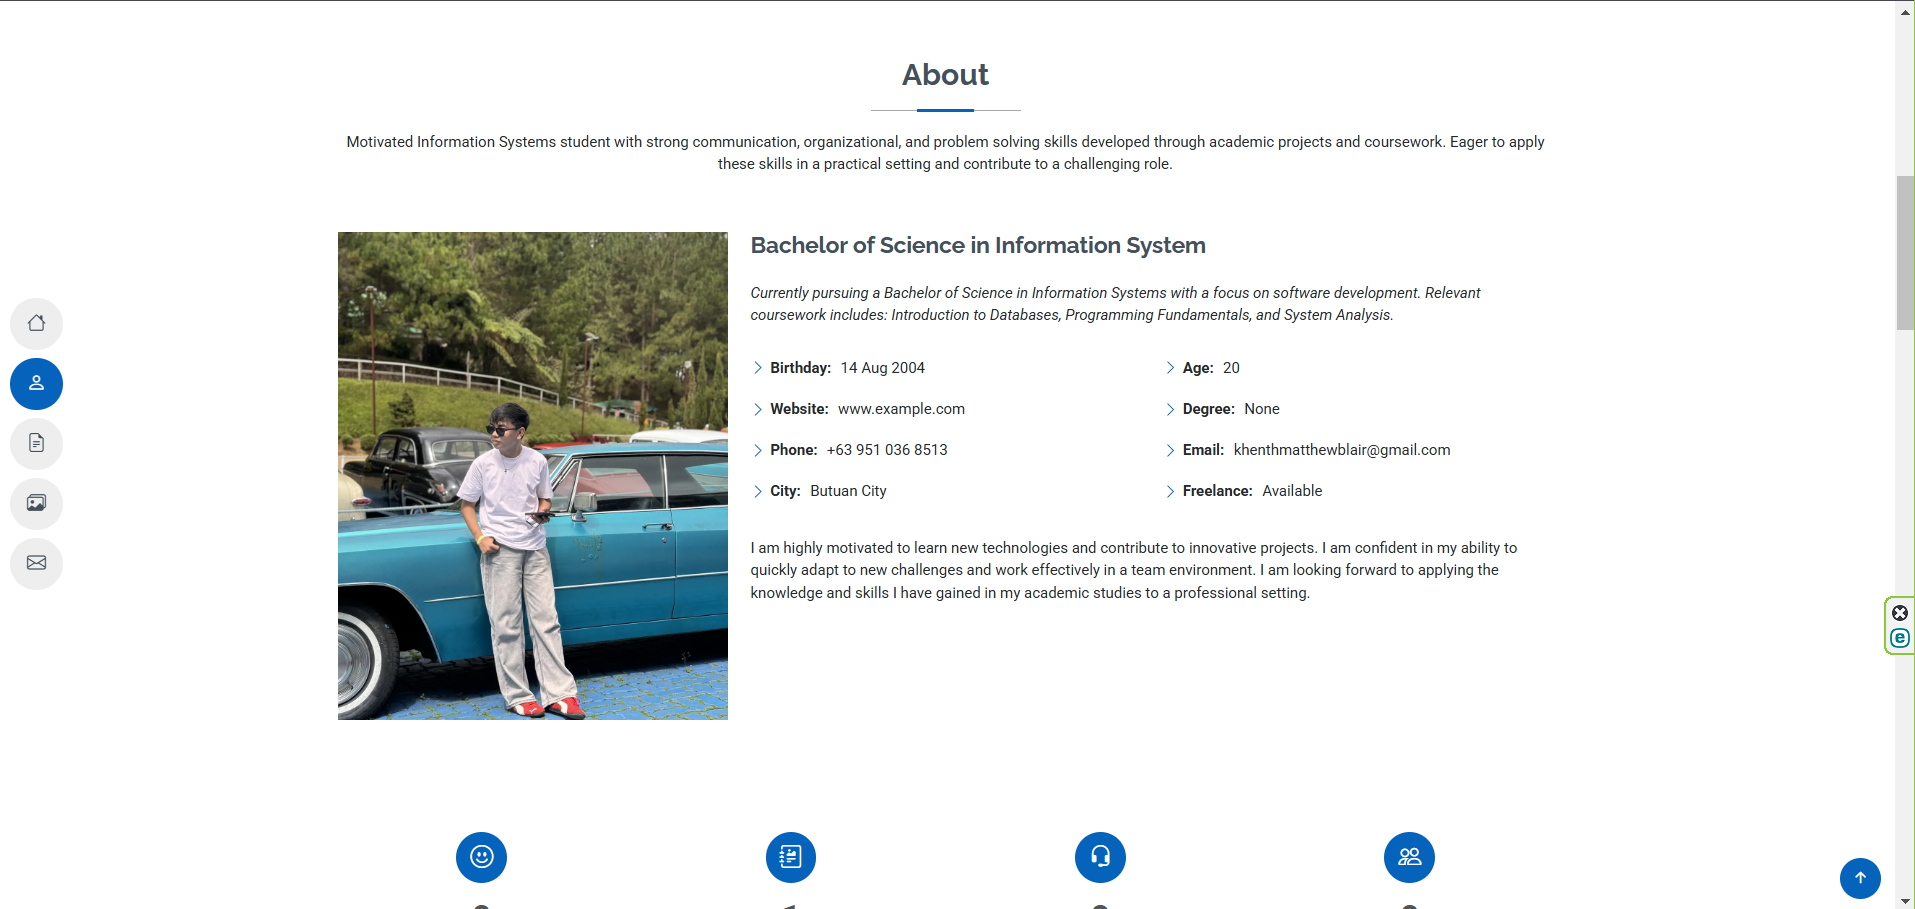 About
Motivated Information Systems student with strong communication, organizational, and problem solving skills developed through academic projects and coursework. Eager to apply
these skills in a practical setting and contribute to a challenging role.
Bachelor of Science in Information System
Currently pursuing a Bachelor of Science in Information Systems with a focus on software development. Relevant
coursework includes: Introduction to Databases, Programming Fundamentals, and System Analysis.
Birthday: 14 Aug 2004
Age: 20
Website: www.example.com
Degree: None
Phone: +63 951 036 8513
Email: khenthmatthewblair@gmail.com
City: Butuan City
Freelance: Available
I am highly motivated to learn new technologies and contribute to innovative projects. I am confident in my ability to
quickly adapt to new challenges and work effectively in a team environment. I am looking forward to applying the
knowledge and skills I have gained in my academic studies to a professional setting.